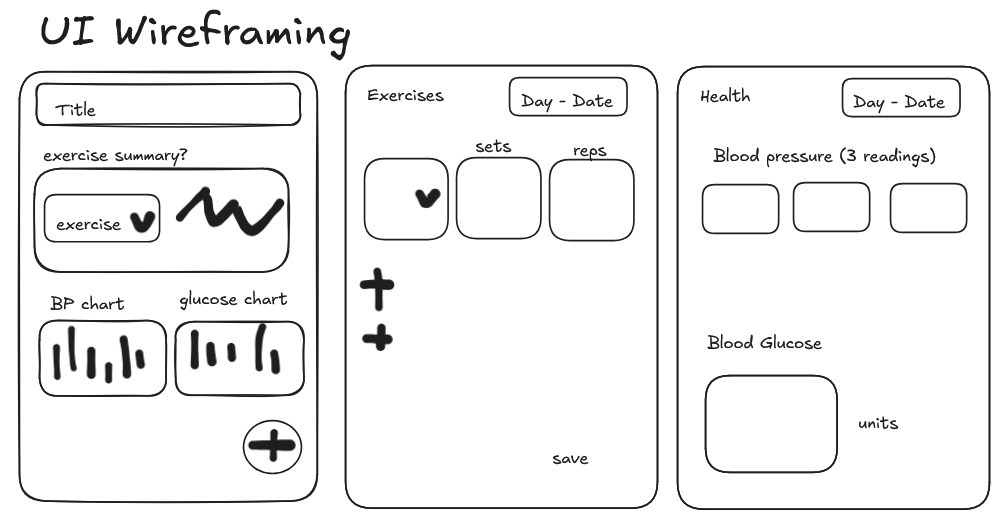 UI Wireframing
Title
exercise summary?
exercise
BP chart
glucose chart
Exercises
Day - Date
sets
reps
save
Health
Day - Date
Blood pressure (3 readings)
Blood Glucose
units